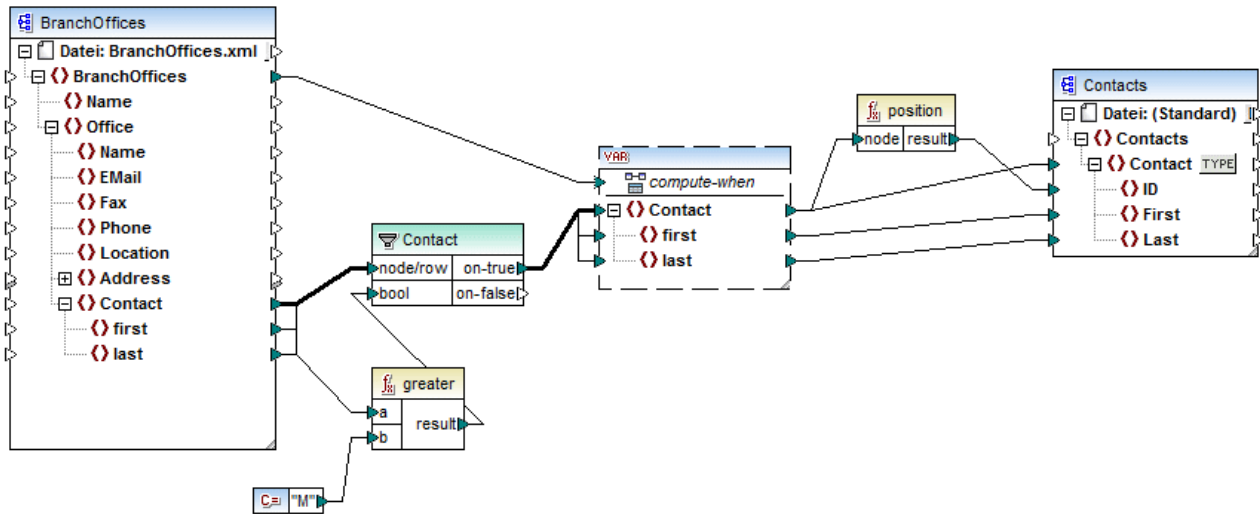 BranchOffices
Datei: BranchOffices.xml
BranchOffices
Name
Office
Name
EMail
Fax
Phone
Location
Address
Contact
first
last
Contact
node/row on-true
bool on-false
greater
a
b
result
C= "M"
VAR
compute-when
Contact
first
last
position
node result
Contacts
Datei: (Standard)
Contacts
Contact TYPE
ID
First
Last